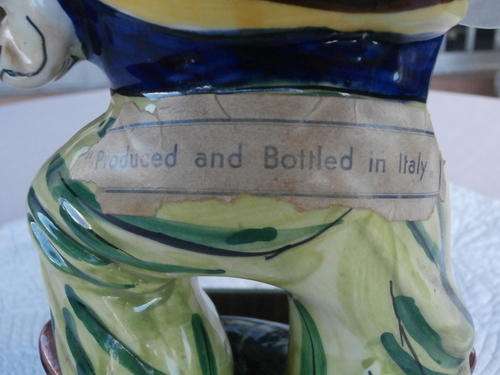 Produced and Bottled in Italy